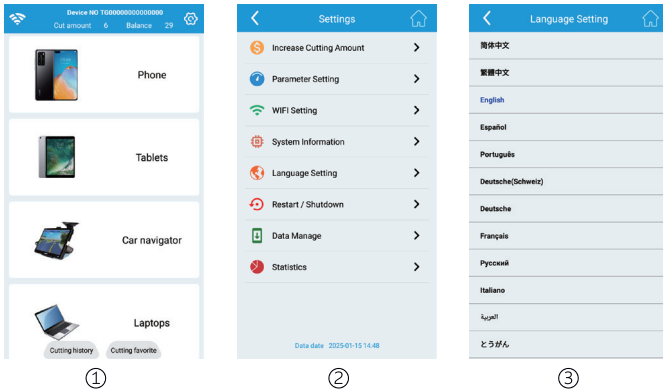 Device NO TG00000000000000
Cut amount 6 Balance 29
Phone
Tablets
Car navigator
Laptops
Cutting history Cutting favorite
①
Settings
Increase Cutting Amount
Parameter Setting
WIFI Setting
System Information
Language Setting
Restart / Shutdown
Data Manage
Statistics
Data date 2025-01-15 14:48
②
Language Setting
简体中文
繁體中文
English
Español
Português
Deutsche(Schweiz)
Deutsche
Français
Русский
Italiano
العربية
とうがん
③